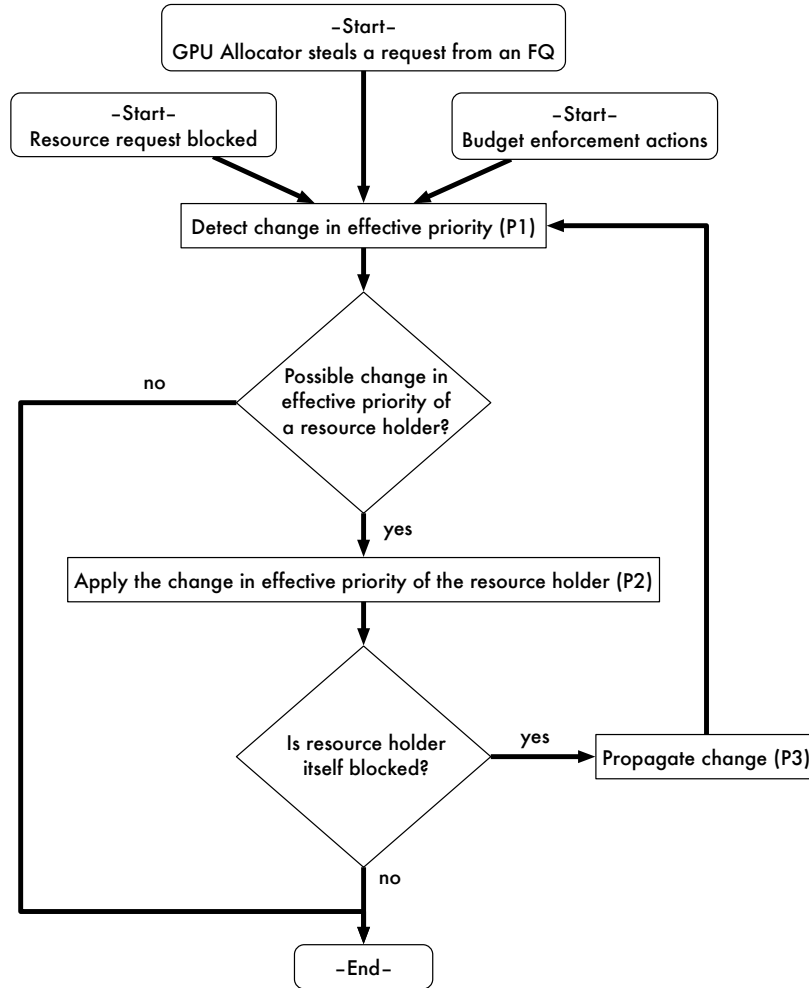 –Start–
GPU Allocator steals a request from an FQ
–Start–
Resource request blocked
–Start–
Budget enforcement actions
Detect change in effective priority (P1)
no
Possible change in
effective priority of
a resource holder?
yes
Apply the change in effective priority of the resource holder (P2)
Is resource holder
itself blocked?
yes
Propagate change (P3)
no
–End–